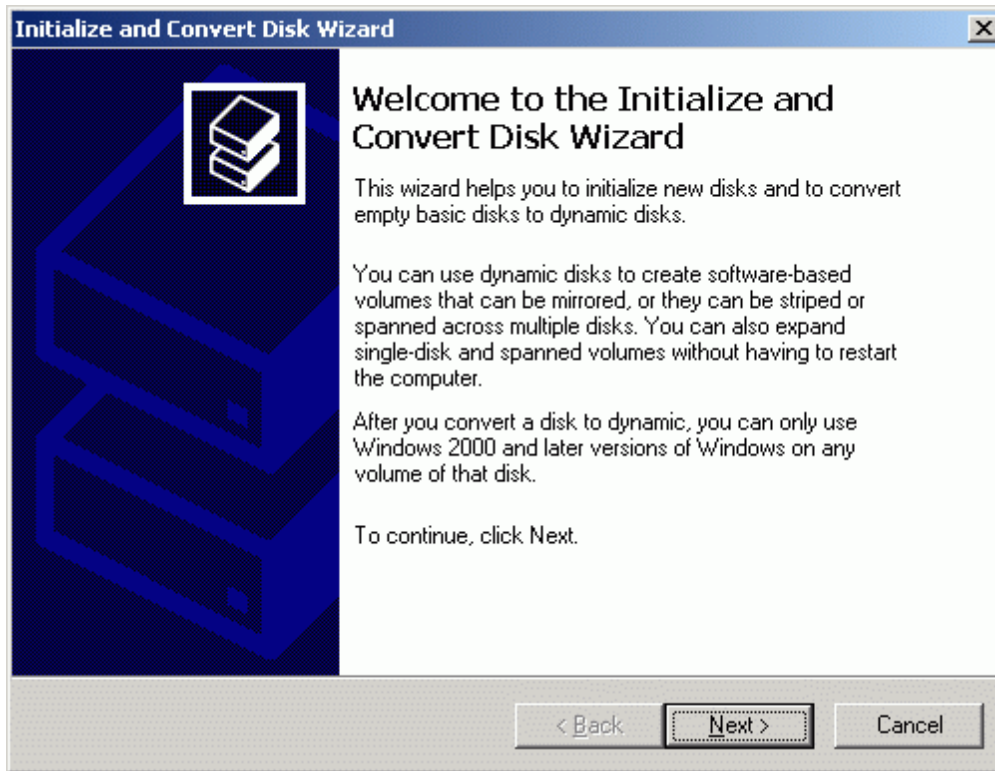 Initialize and Convert Disk Wizard
Welcome to the Initialize and
Convert Disk Wizard
This wizard helps you to initialize new disks and to convert
empty basic disks to dynamic disks.
You can use dynamic disks to create software-based
volumes that can be mirrored, or they can be striped or
spanned across multiple disks. You can also expand
single-disk and spanned volumes without having to restart
the computer.
After you convert a disk to dynamic, you can only use
Windows 2000 and later versions of Windows on any
volume of that disk.
To continue, click Next.
< Back Next > Cancel